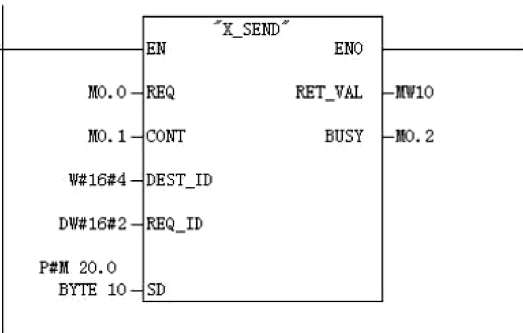 "X_SEND"
EN ENO
M0.0 REQ RET_VAL MW10
M0.1 CONT BUSY M0.2
W#16#4 DEST_ID
DW#16#2 REQ_ID
P#M 20.0
BYTE 10 SD